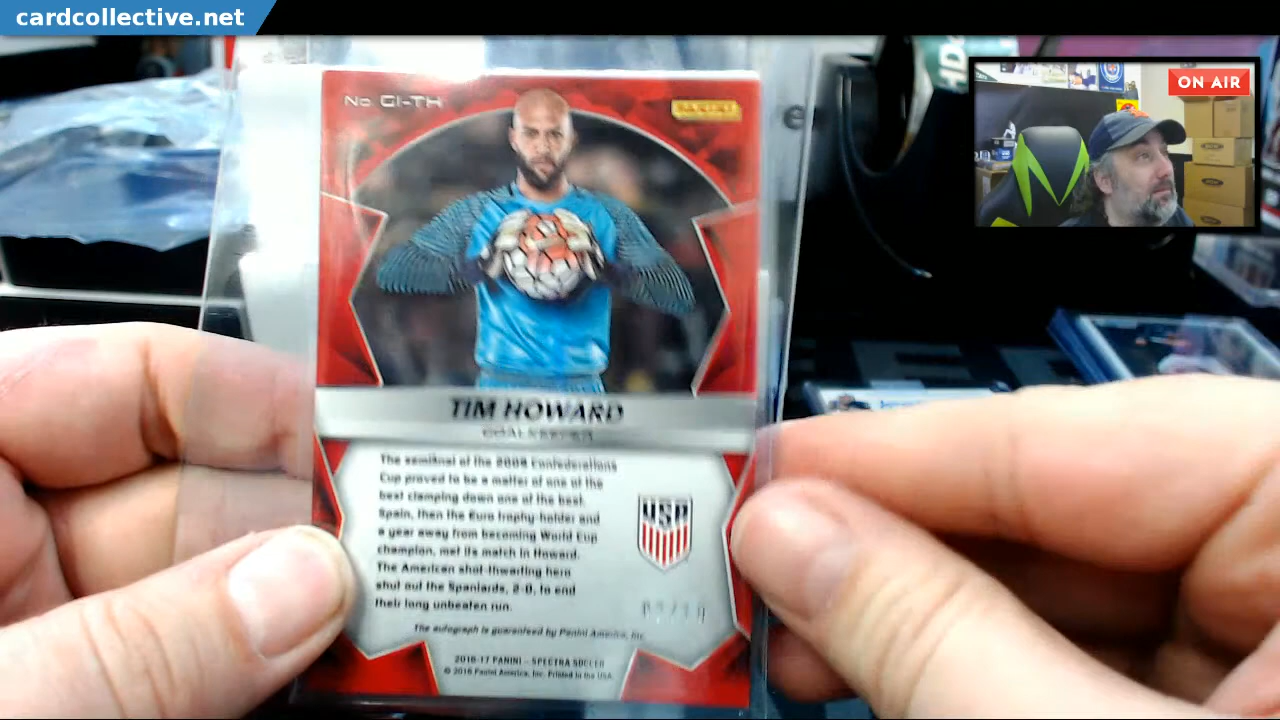 cardcollective.net
ON AIR
No GI-TH
PANINI
TIM HOWARD
GOALKEEPER
The semifinal of the 2009 Confederations
Cup proved to be a matter of one of the
best clamping down one of the best.
Spain, then the Euro trophy-holder and
a year away from becoming World Cup
champion, met its match in Howard.
The American shot-thwarting hero
shut out the Spaniards, 2-0, to end
their long unbeaten run.
The autograph is guaranteed by Panini America, Inc.
2016-17 PANINI – SPECTRA SOCCER
© 2016 Panini America, Inc. Printed in the USA.